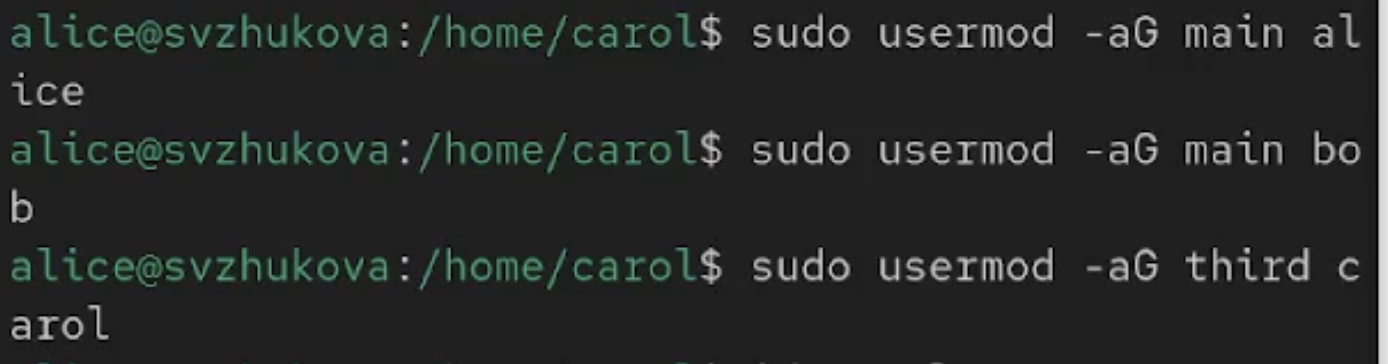 alice@svzhukova:/home/carol$ sudo usermod -aG main al
ice
alice@svzhukova:/home/carol$ sudo usermod -aG main bo
b
alice@svzhukova:/home/carol$ sudo usermod -aG third c
arol